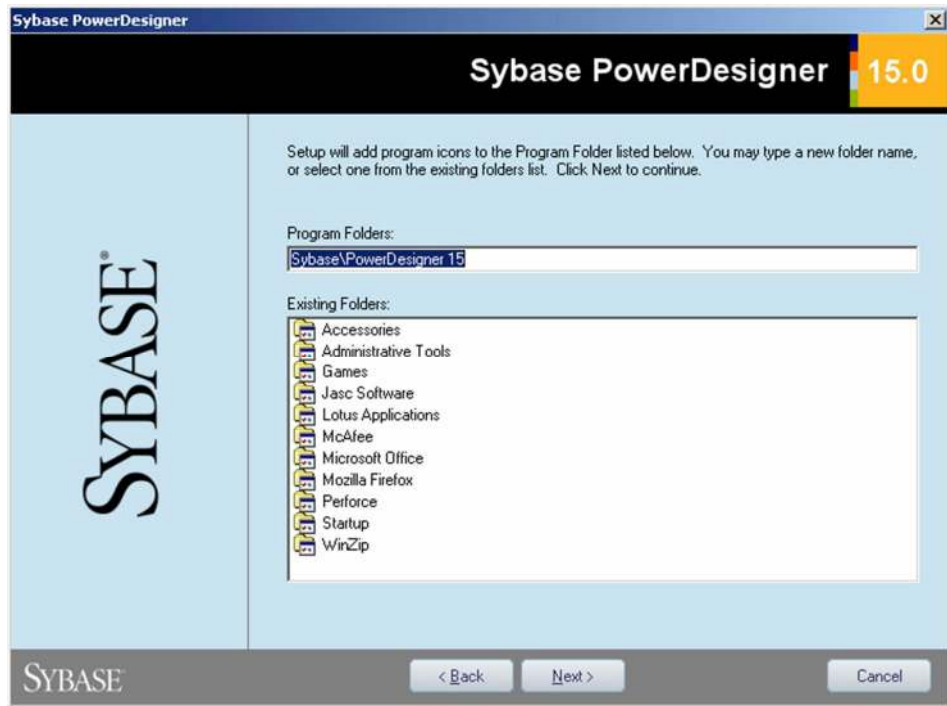 Sybase PowerDesigner
Sybase PowerDesigner 15.0
Setup will add program icons to the Program Folder listed below. You may type a new folder name,
or select one from the existing folders list. Click Next to continue.
Program Folders:
Sybase\PowerDesigner 15
Existing Folders:
Accessories
Administrative Tools
Games
Jasc Software
Lotus Applications
McAfee
Microsoft Office
Mozilla Firefox
Perforce
Startup
WinZip
SYBASE®
SYBASE
< Back
Next >
Cancel